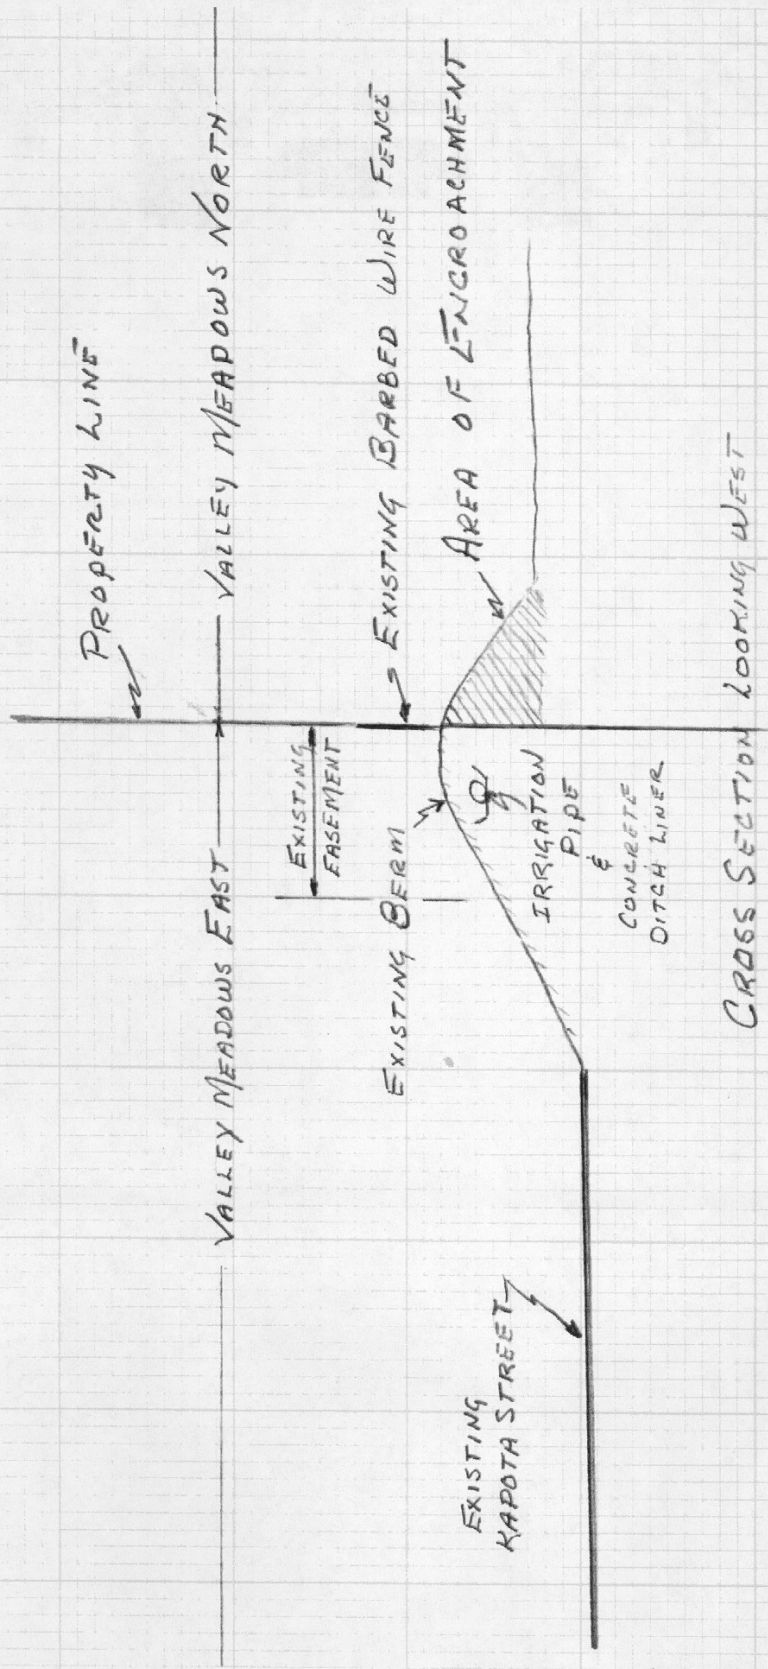 PROPERTY LINE
VALLEY MEADOWS EAST
VALLEY MEADOWS NORTH
EXISTING
EASEMENT
EXISTING BERM
EXISTING BARBED WIRE FENCE
AREA OF ENCROACHMENT
EXISTING
KAPOTA STREET
IRRIGATION
PIPE
&
CONCRETE
DITCH LINER
CROSS SECTION LOOKING WEST